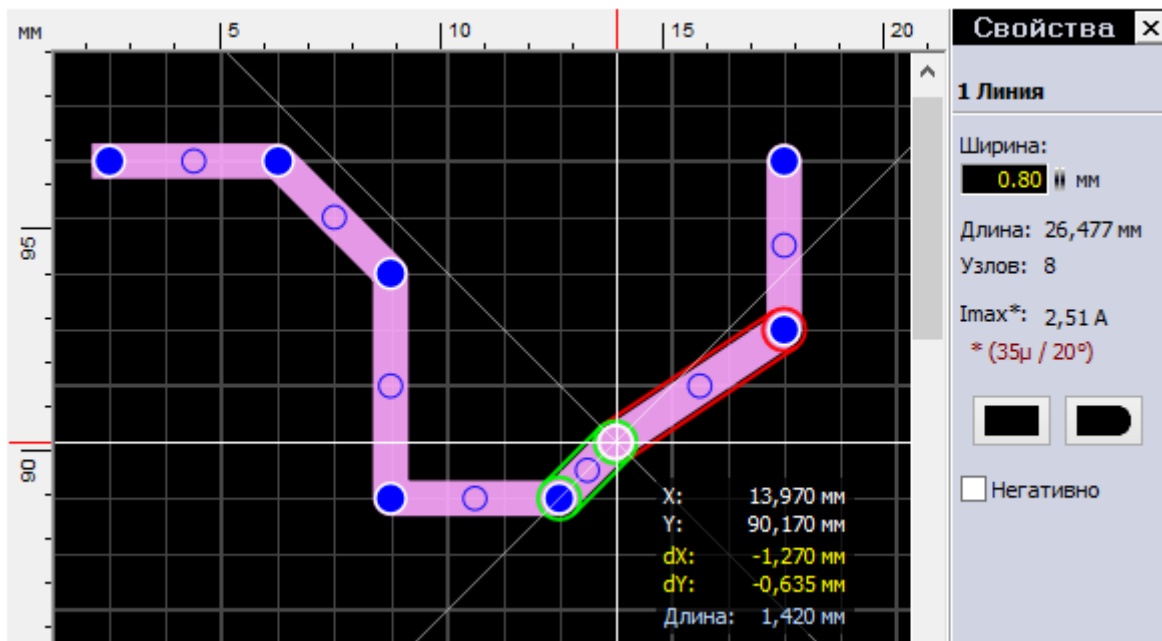 мм 5 10 15 20
95
90
X: 13,970 мм
Y: 90,170 мм
dX: -1,270 мм
dY: -0,635 мм
Длина: 1,420 мм
Свойства
1 Линия
Ширина:
0.80 мм
Длина: 26,477 мм
Узлов: 8
Imax*: 2,51 A
* (35µ / 20°)
Негативно